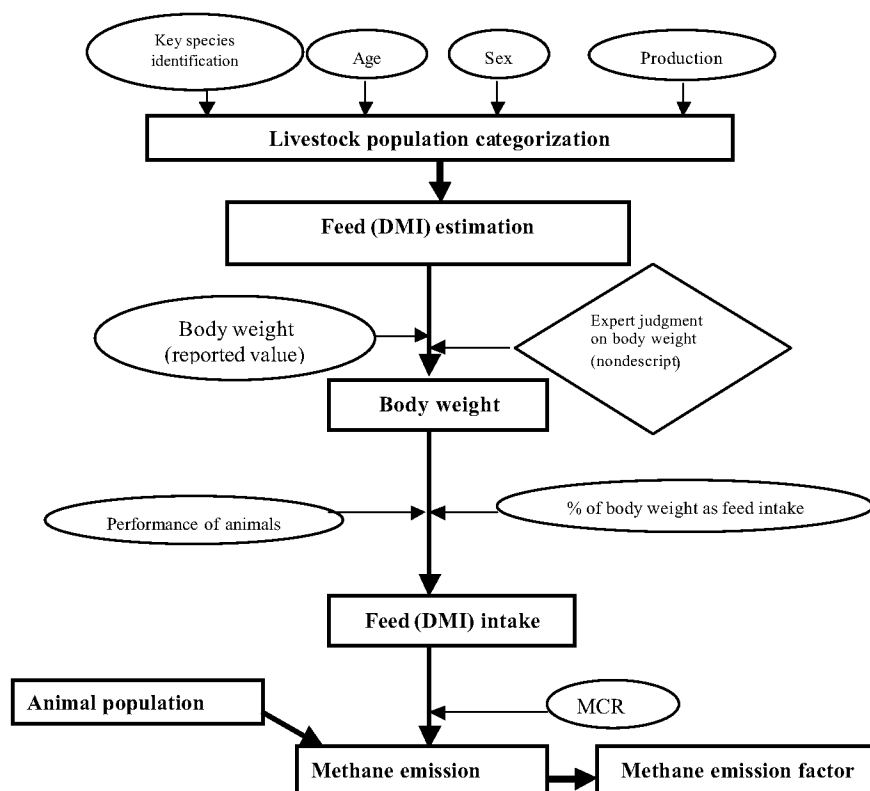 Key species
identification
Age
Sex
Production
Livestock population categorization
Feed (DMI) estimation
Body weight
(reported value)
Expert judgment
on body weight
(nondescript)
Body weight
Performance of animals
% of body weight as feed intake
Feed (DMI) intake
Animal population
MCR
Methane emission
Methane emission factor